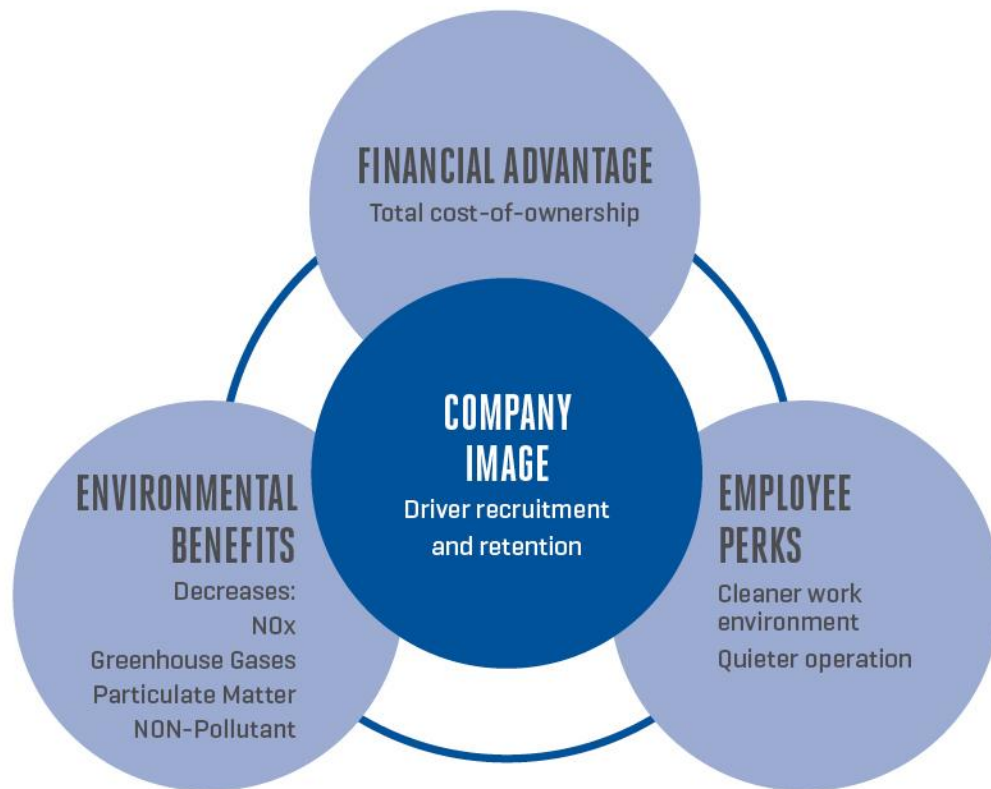 FINANCIAL ADVANTAGE
Total cost-of-ownership
COMPANY
IMAGE
Driver recruitment
and retention
ENVIRONMENTAL
BENEFITS
Decreases:
NOx
Greenhouse Gases
Particulate Matter
NON-Pollutant
EMPLOYEE
PERKS
Cleaner work
environment
Quieter operation